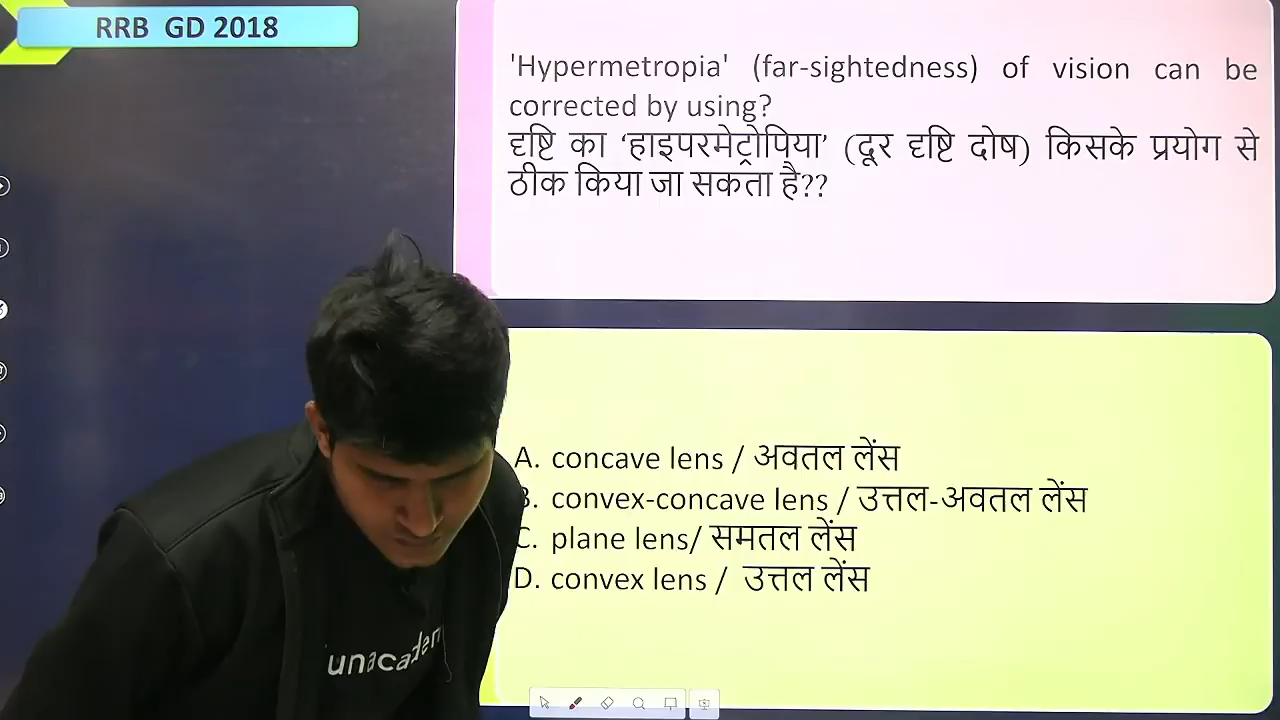 RRB GD 2018
'Hypermetropia' (far-sightedness) of vision can be
corrected by using?
दृष्टि का ‘हाइपरमेट्रोपिया’ (दूर दृष्टि दोष) किसके प्रयोग से
ठीक किया जा सकता है??
A. concave lens / अवतल लेंस
B. convex-concave lens / उत्तल-अवतल लेंस
C. plane lens/ समतल लेंस
D. convex lens / उत्तल लेंस
unacadem